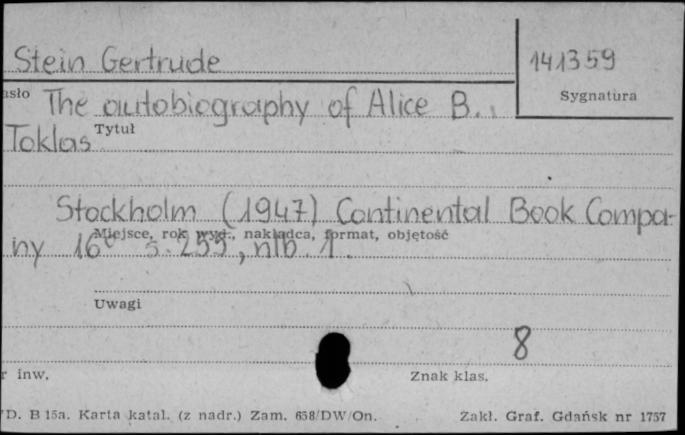 Stein Gertrude
141359
asło
Sygnatura
The autobiography of Alice B.
Tytuł
Toklas
Stockholm (1947) Continental Book Compa-
Miejsce, rok wyd., nakładca, format, objętość
ny 16° s. 255, nlb. 1.
Uwagi
8
r inw.
Znak klas.
D. B 15a. Karta katal. (z nadr.) Zam. 658/DW/On.
Zakł. Graf. Gdańsk nr 1757